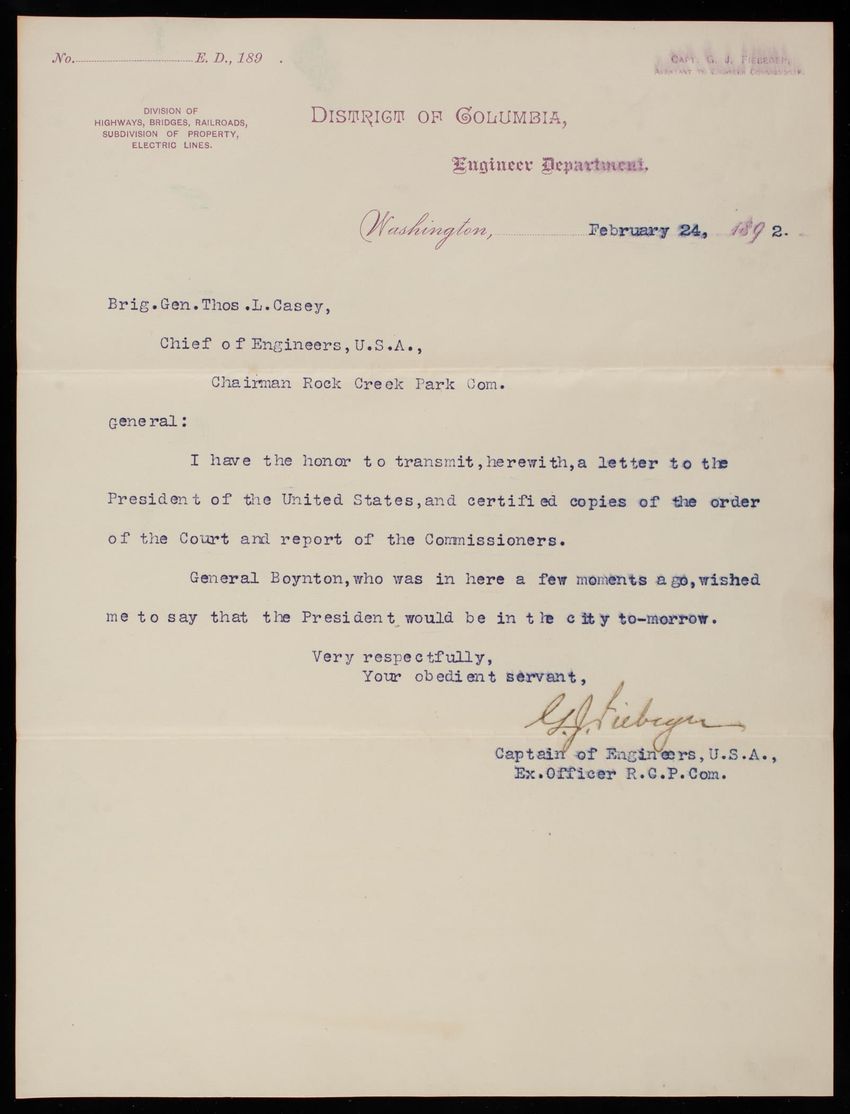 No. E. D., 189 .
CAPT. G. J. FIEBEGER,
ASSISTANT TO ENGINEER COMMISSIONER.
DIVISION OF
HIGHWAYS, BRIDGES, RAILROADS,
SUBDIVISION OF PROPERTY,
ELECTRIC LINES.
DISTRICT OF COLUMBIA,
Engineer Department,
Washington, February 24, 1892.
Brig.Gen.Thos.L.Casey,
Chief of Engineers,U.S.A.,
Chairman Rock Creek Park Com.
General:
I have the honor to transmit,herewith,a letter to the
President of the United States,and certified copies of the order
of the Court and report of the Commissioners.
General Boynton,who was in here a few moments ago,wished
me to say that the President would be in the city to-morrow.
Very respectfully,
Your obedient servant,
G.J. Fiebeger
Captain of Engineers,U.S.A.,
Ex.Officer R.C.P.Com.